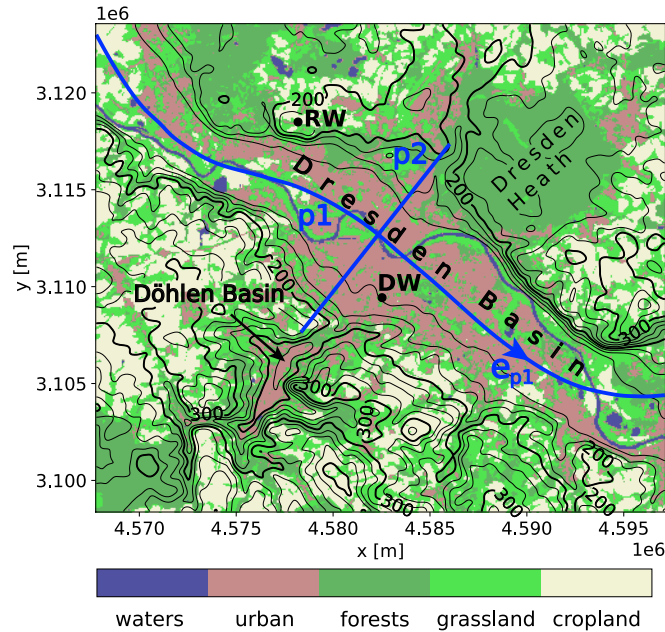 1e6
3.120
3.115
3.110
3.105
3.100
y [m]
200
RW
p2
Dresden
Heath
200
p1
Dresden Basin
200
DW
Döhlen Basin
300
e_p1
300
300
300
200
300
200
4.570 4.575 4.580 4.585 4.590 4.595
1e6
x [m]
waters urban forests grassland cropland